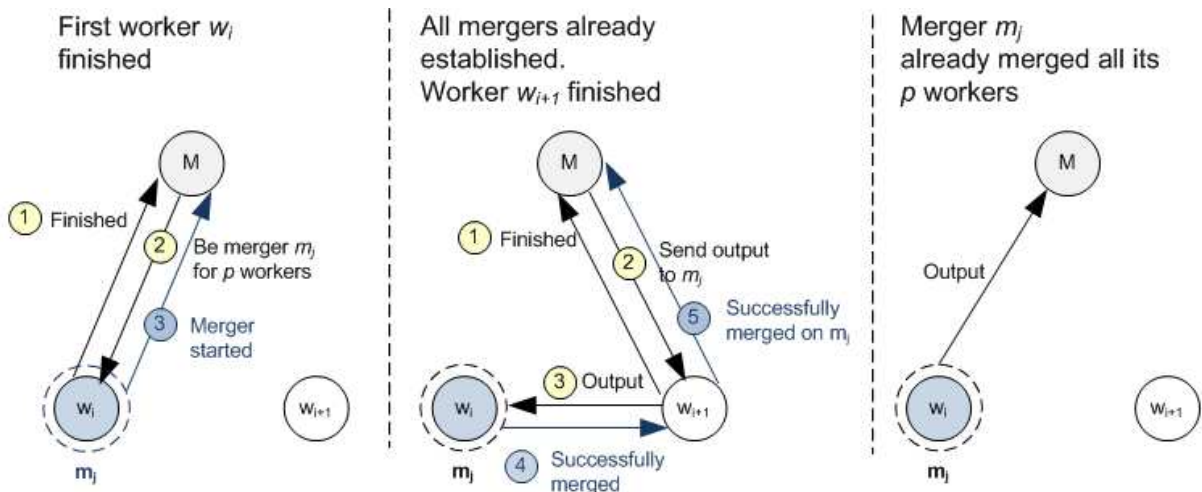 First worker wi
finished
M
1 Finished
2 Be merger mj
for p workers
3 Merger
started
wi
wi+1
mj
All mergers already
established.
Worker wi+1 finished
M
1 Finished
2 Send output
to mj
5 Successfully
merged on mj
3 Output
wi
wi+1
4 Successfully
merged
mj
Merger mj
already merged all its
p workers
M
Output
wi
wi+1
mj